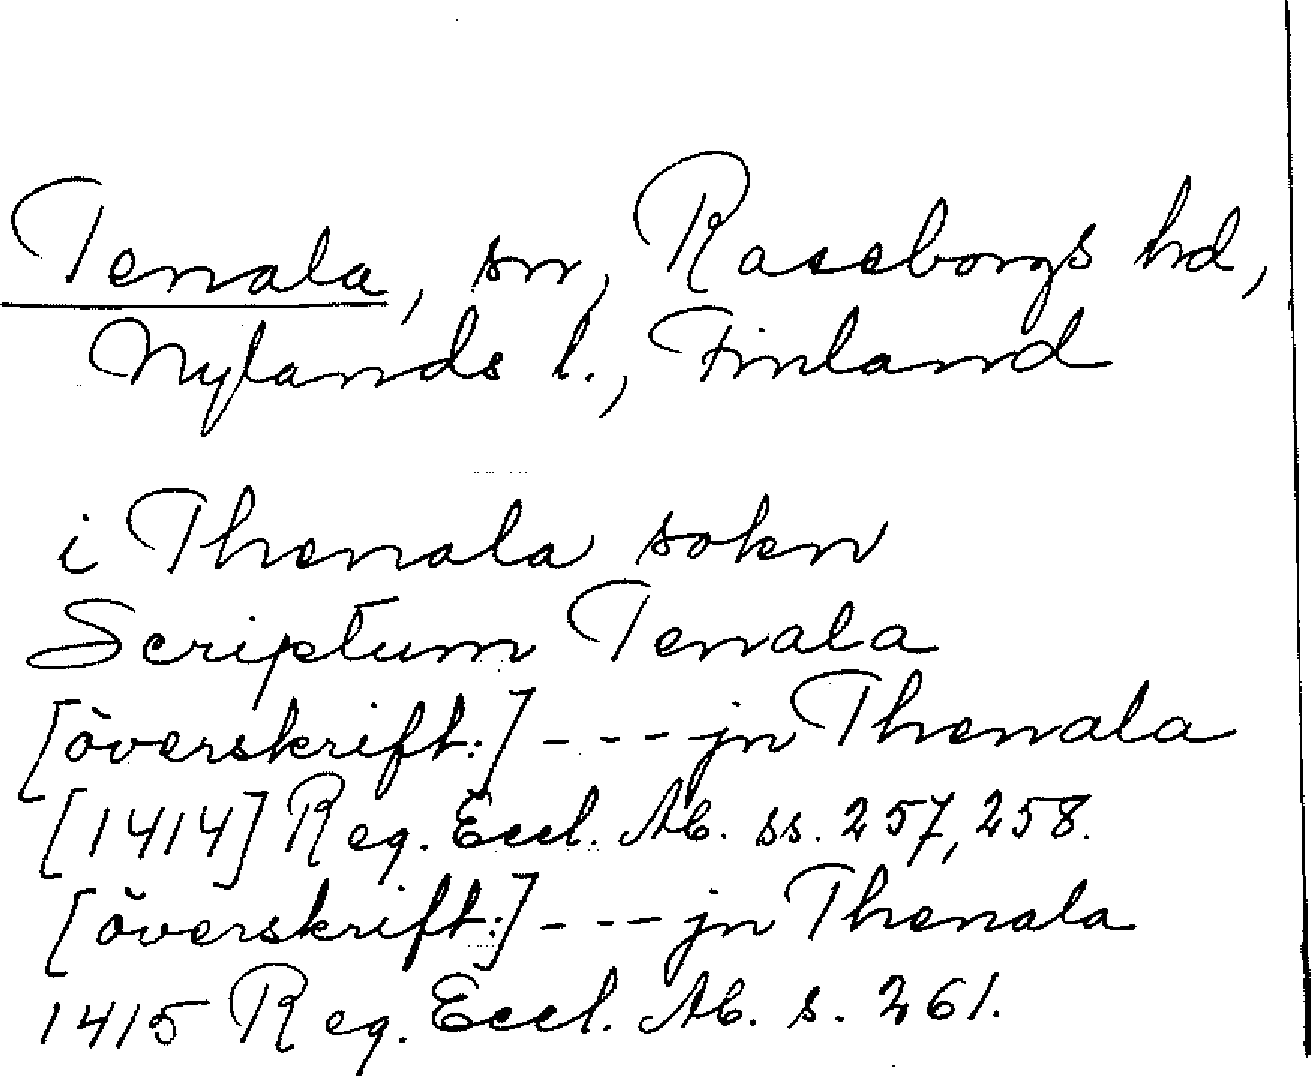 Tenala, sn, Raseborgs hd,
Nylands l., Finland
i Thenala sokn
Scriptum Tenala
[överskrift:] --- jn Thenala
[1414] Reg. Eccl. Ab. ss. 257, 258.
[överskrift:] --- jn Thenala
1415 Reg. Eccl. Ab. s. 261.